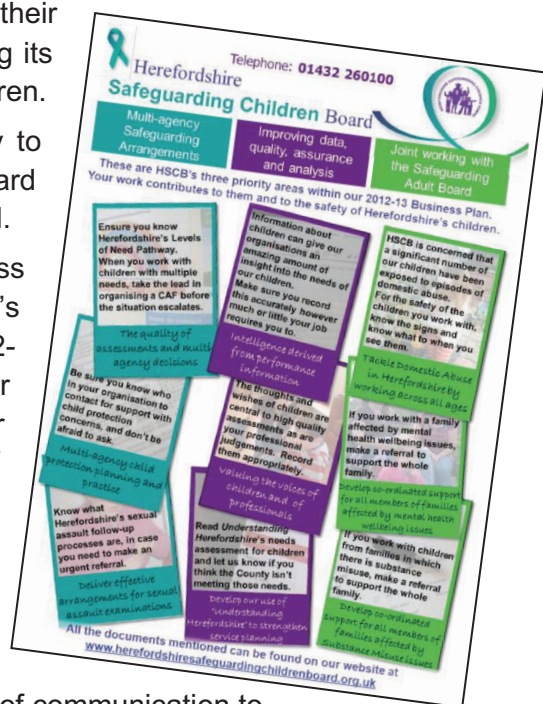 their
g its
ren.
y to
ard
l.
ss
's
2-
r
r
Telephone: 01432 260100
Herefordshire
Safeguarding Children Board
Multi-agency
Safeguarding
Arrangements
Improving data,
quality, assurance
and analysis
Joint working with
the Safeguarding
Adult Board
These are HSCB's three priority areas within our 2012-13 Business Plan.
Your work contributes to them and to the safety of Herefordshire's children.
Ensure you know
Herefordshire's Levels
of Need Pathway.
When you work with
children with multiple
needs, take the lead in
organising a CAF before
the situation escalates.
The quality of
assessments and multi
agency decisions
Be sure you know who
in your organisation to
contact for support with
child protection
concerns, and don't be
afraid to ask.
Multi-agency child
protection planning and
practice
Know what
Herefordshire's sexual
assault follow-up
processes are, in case
you need to make an
urgent referral.
Deliver effective
arrangements for sexual
assault examinations
Information about
children can give our
organisations an
amazing amount of
insight into the needs of
our children.
Make sure you record
this accurately however
much or little your job
requires you to.
Intelligence derived
from performance
information
The thoughts and
wishes of children are
central to high quality
assessments as are
your professional
judgments. Record
them appropriately.
Valuing the voices of
children and of
professionals
Read Understanding
Herefordshire's needs
assessment for children
and let us know if you
think the County isn't
meeting those needs.
Develop our use of
'Understanding
Herefordshire' to strengthen
service planning
HSCB is concerned that
a significant number of
our children have been
exposed to episodes of
domestic abuse.
For the safety of the
children you work with,
know the signs and
know what to when you
see them.
Tackle Domestic Abuse
in Herefordshire by
working across all ages
If you work with a family
affected by mental
health wellbeing issues,
make a referral to
support the whole
family.
Develop co-ordinated support
for all members of families
affected by mental health
wellbeing issues
If you work with children
from families in which
there is substance
misuse, make a referral
to support the whole
family.
Develop co-ordinated
support for all members of
families affected by
Substance Misuse issues
All the documents mentioned can be found on our website at
www.herefordshiresafeguardingchildrenboard.org.uk
of communication to